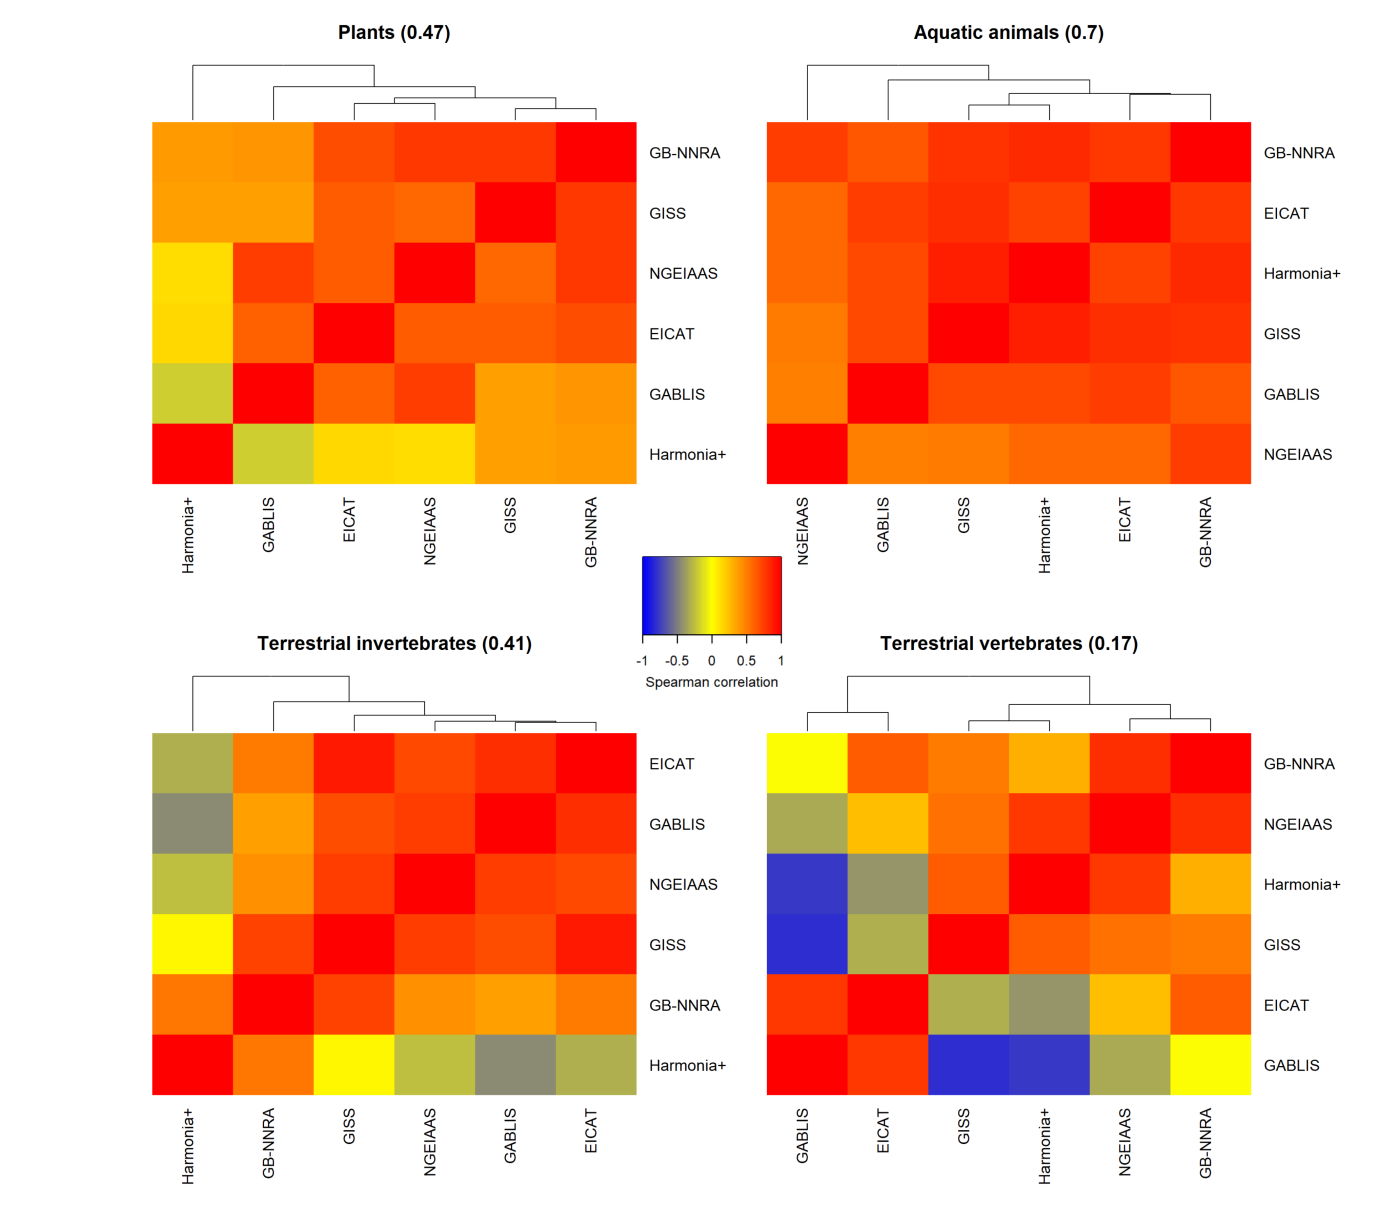 Plants (0.47)
Aquatic animals (0.7)
GB-NNRA
GISS
NGEIAAS
EICAT
GABLIS
Harmonia+
GB-NNRA
EICAT
Harmonia+
GISS
GABLIS
NGEIAAS
Harmonia+
GABLIS
EICAT
NGEIAAS
GISS
GB-NNRA
NGEIAAS
GABLIS
GISS
Harmonia+
EICAT
GB-NNRA
-1 -0.5 0 0.5 1
Spearman correlation
Terrestrial invertebrates (0.41)
Terrestrial vertebrates (0.17)
EICAT
GABLIS
NGEIAAS
GISS
GB-NNRA
Harmonia+
GB-NNRA
NGEIAAS
Harmonia+
GISS
EICAT
GABLIS
Harmonia+
GB-NNRA
GISS
NGEIAAS
GABLIS
EICAT
GABLIS
EICAT
GISS
Harmonia+
NGEIAAS
GB-NNRA